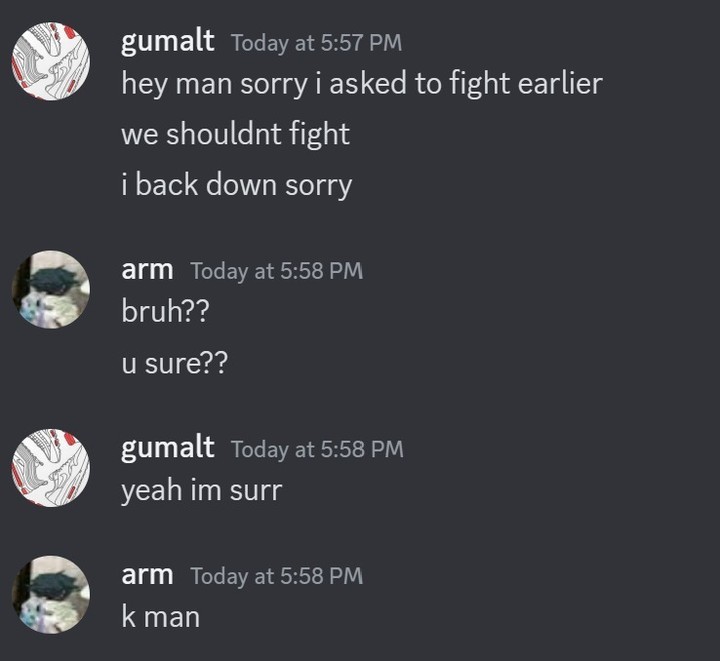 gumalt Today at 5:57 PM
hey man sorry i asked to fight earlier
we shouldnt fight
i back down sorry
arm Today at 5:58 PM
bruh??
u sure??
gumalt Today at 5:58 PM
yeah im surr
arm Today at 5:58 PM
k man